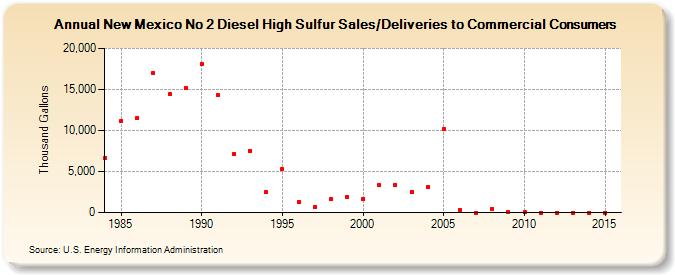 Annual New Mexico No 2 Diesel High Sulfur Sales/Deliveries to Commercial Consumers
Thousand Gallons
20,000
15,000
10,000
5,000
0
1985 1990 1995 2000 2005 2010 2015
Source: U.S. Energy Information Administration